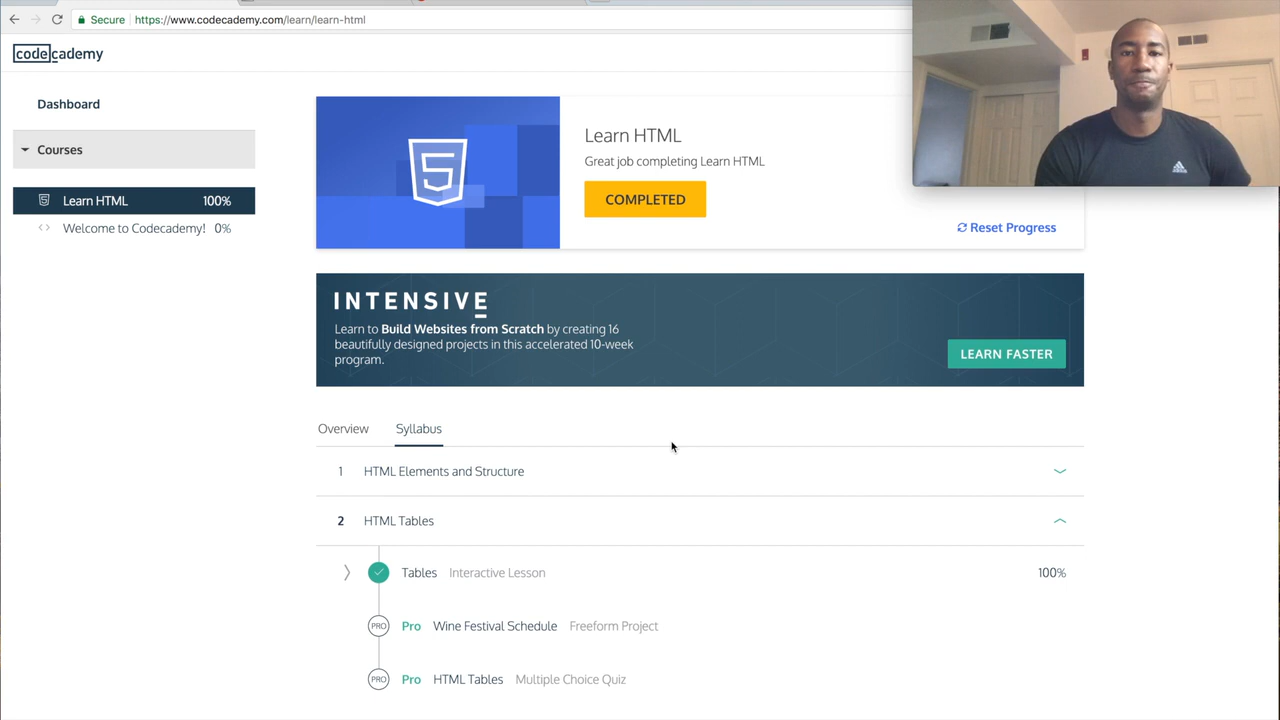 Secure https://www.codecademy.com/learn/learn-html
codecademy
Dashboard
Courses
Learn HTML 100%
Welcome to Codecademy! 0%
5
Learn HTML
Great job completing Learn HTML
COMPLETED
Reset Progress
INTENSIVE
Learn to Build Websites from Scratch by creating 16
beautifully designed projects in this accelerated 10-week
program.
LEARN FASTER
Overview Syllabus
1 HTML Elements and Structure
2 HTML Tables
Tables Interactive Lesson 100%
PRO Pro Wine Festival Schedule Freeform Project
PRO Pro HTML Tables Multiple Choice Quiz